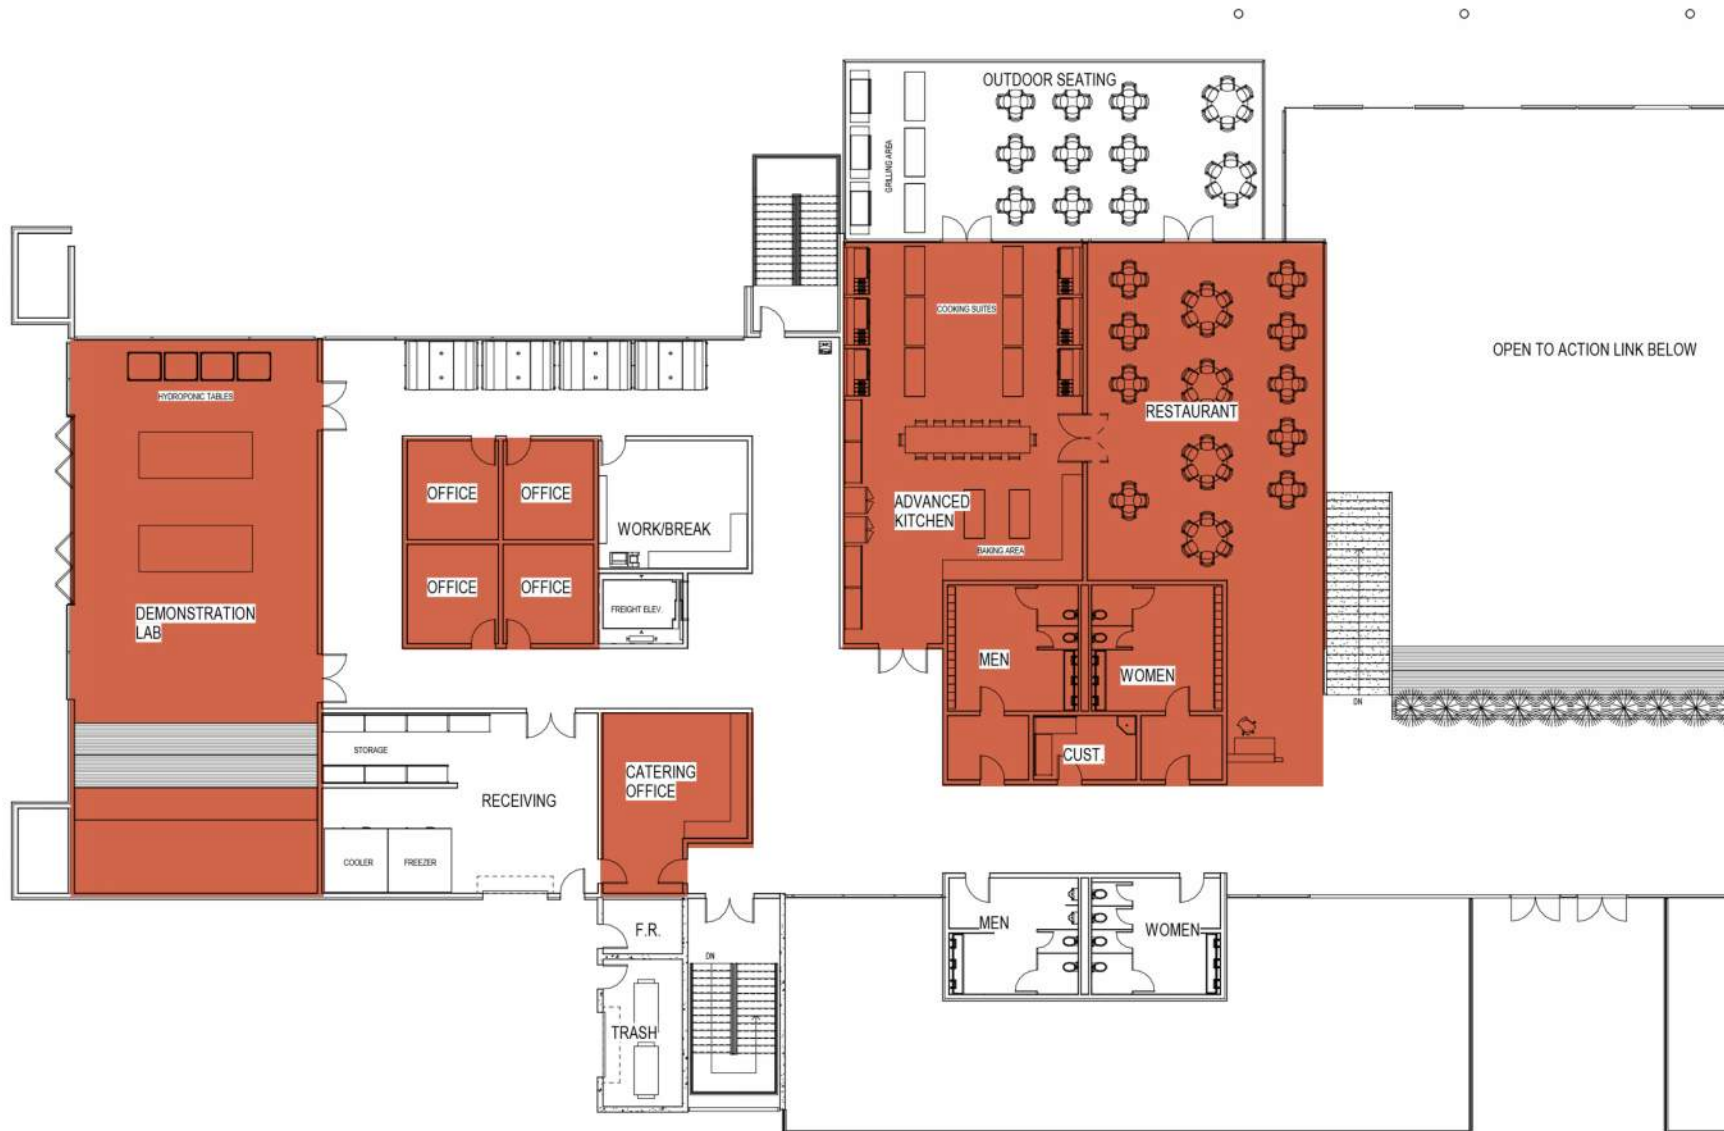 OUTDOOR SEATING
GRILLING AREA
COOKING SUITES
OPEN TO ACTION LINK BELOW
HYDROPONIC TABLES
RESTAURANT
OFFICE
OFFICE
ADVANCED
KITCHEN
WORK/BREAK
BAKING AREA
OFFICE
OFFICE
FREIGHT ELEV.
DEMONSTRATION
LAB
MEN
WOMEN
DN
STORAGE
CUST.
CATERING
OFFICE
RECEIVING
COOLER
FREEZER
MEN
WOMEN
F.R.
DN
TRASH